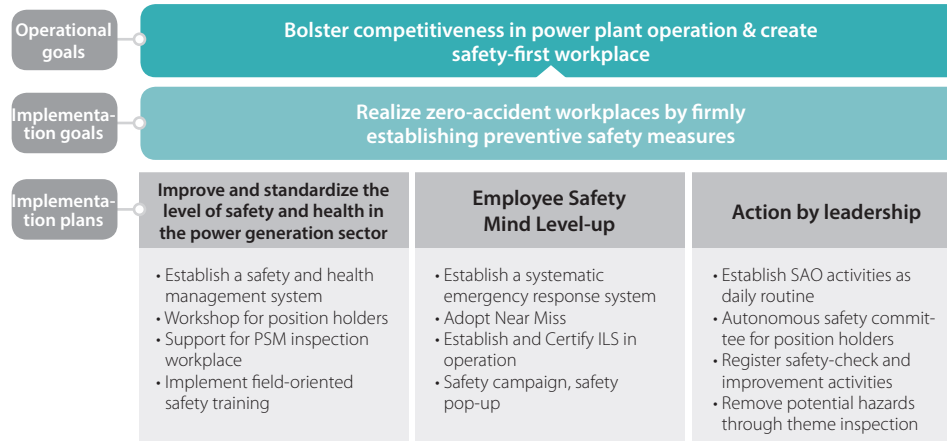 Operational
goals
Bolster competitiveness in power plant operation & create
safety-first workplace
Implementa-
tion goals
Realize zero-accident workplaces by firmly
establishing preventive safety measures
Implementa-
tion plans
Improve and standardize the
level of safety and health in
the power generation sector
• Establish a safety and health
management system
• Workshop for position holders
• Support for PSM inspection
workplace
• Implement field-oriented
safety training
Employee Safety
Mind Level-up
• Establish a systematic
emergency response system
• Adopt Near Miss
• Establish and Certify ILS in
operation
• Safety campaign, safety
pop-up
Action by leadership
• Establish SAO activities as
daily routine
• Autonomous safety commit-
tee for position holders
• Register safety-check and
improvement activities
• Remove potential hazards
through theme inspection